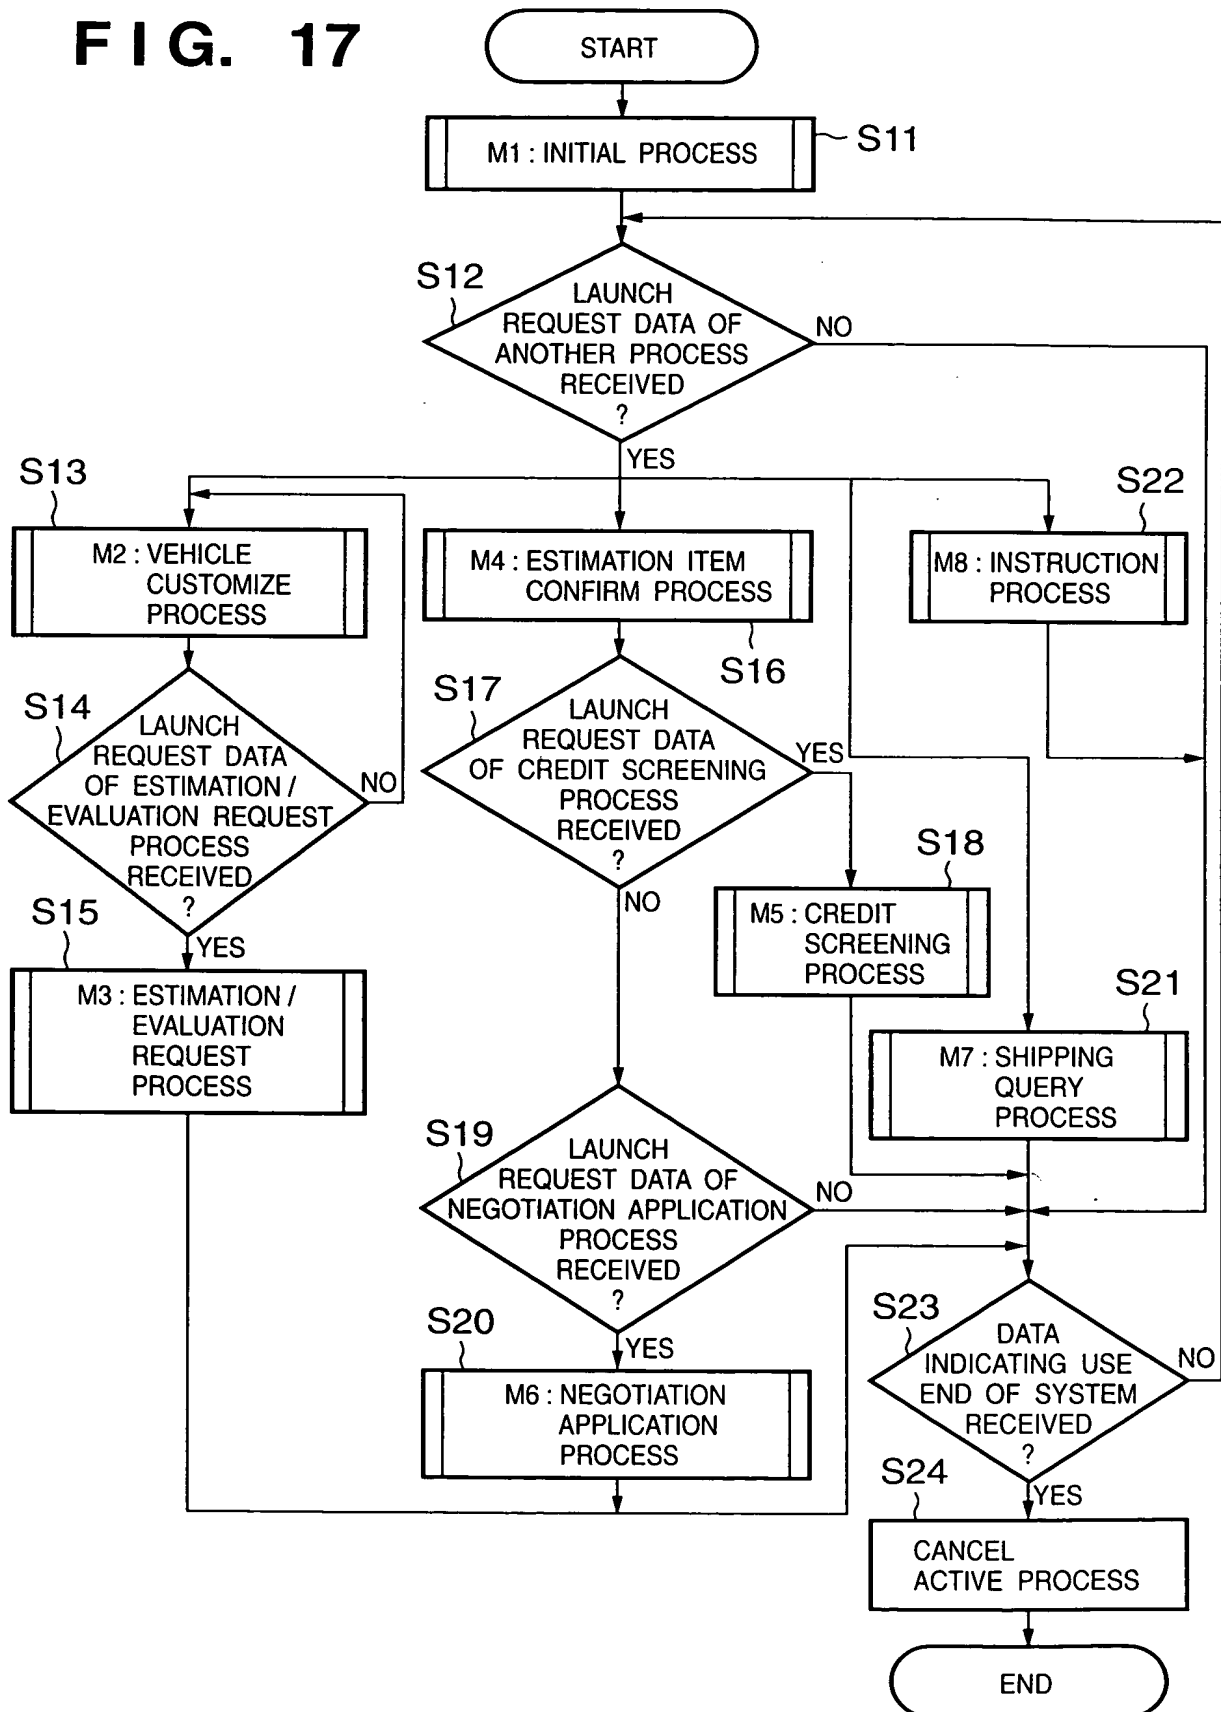 FIG. 17
START
M1 : INITIAL PROCESS
S11
S12
LAUNCH
REQUEST DATA OF
ANOTHER PROCESS
RECEIVED
?
NO
YES
S13
M2 : VEHICLE
CUSTOMIZE
PROCESS
M4 : ESTIMATION ITEM
CONFIRM PROCESS
S16
S22
M8 : INSTRUCTION
PROCESS
S14
LAUNCH
REQUEST DATA
OF ESTIMATION /
EVALUATION REQUEST
PROCESS
RECEIVED
?
NO
YES
S17
LAUNCH
REQUEST DATA
OF CREDIT SCREENING
PROCESS
RECEIVED
?
YES
NO
S15
M3 : ESTIMATION /
EVALUATION
REQUEST
PROCESS
S18
M5 : CREDIT
SCREENING
PROCESS
S21
M7 : SHIPPING
QUERY
PROCESS
S19
LAUNCH
REQUEST DATA OF
NEGOTIATION APPLICATION
PROCESS
RECEIVED
?
NO
YES
S20
M6 : NEGOTIATION
APPLICATION
PROCESS
S23
DATA
INDICATING USE
END OF SYSTEM
RECEIVED
?
NO
YES
S24
CANCEL
ACTIVE PROCESS
END